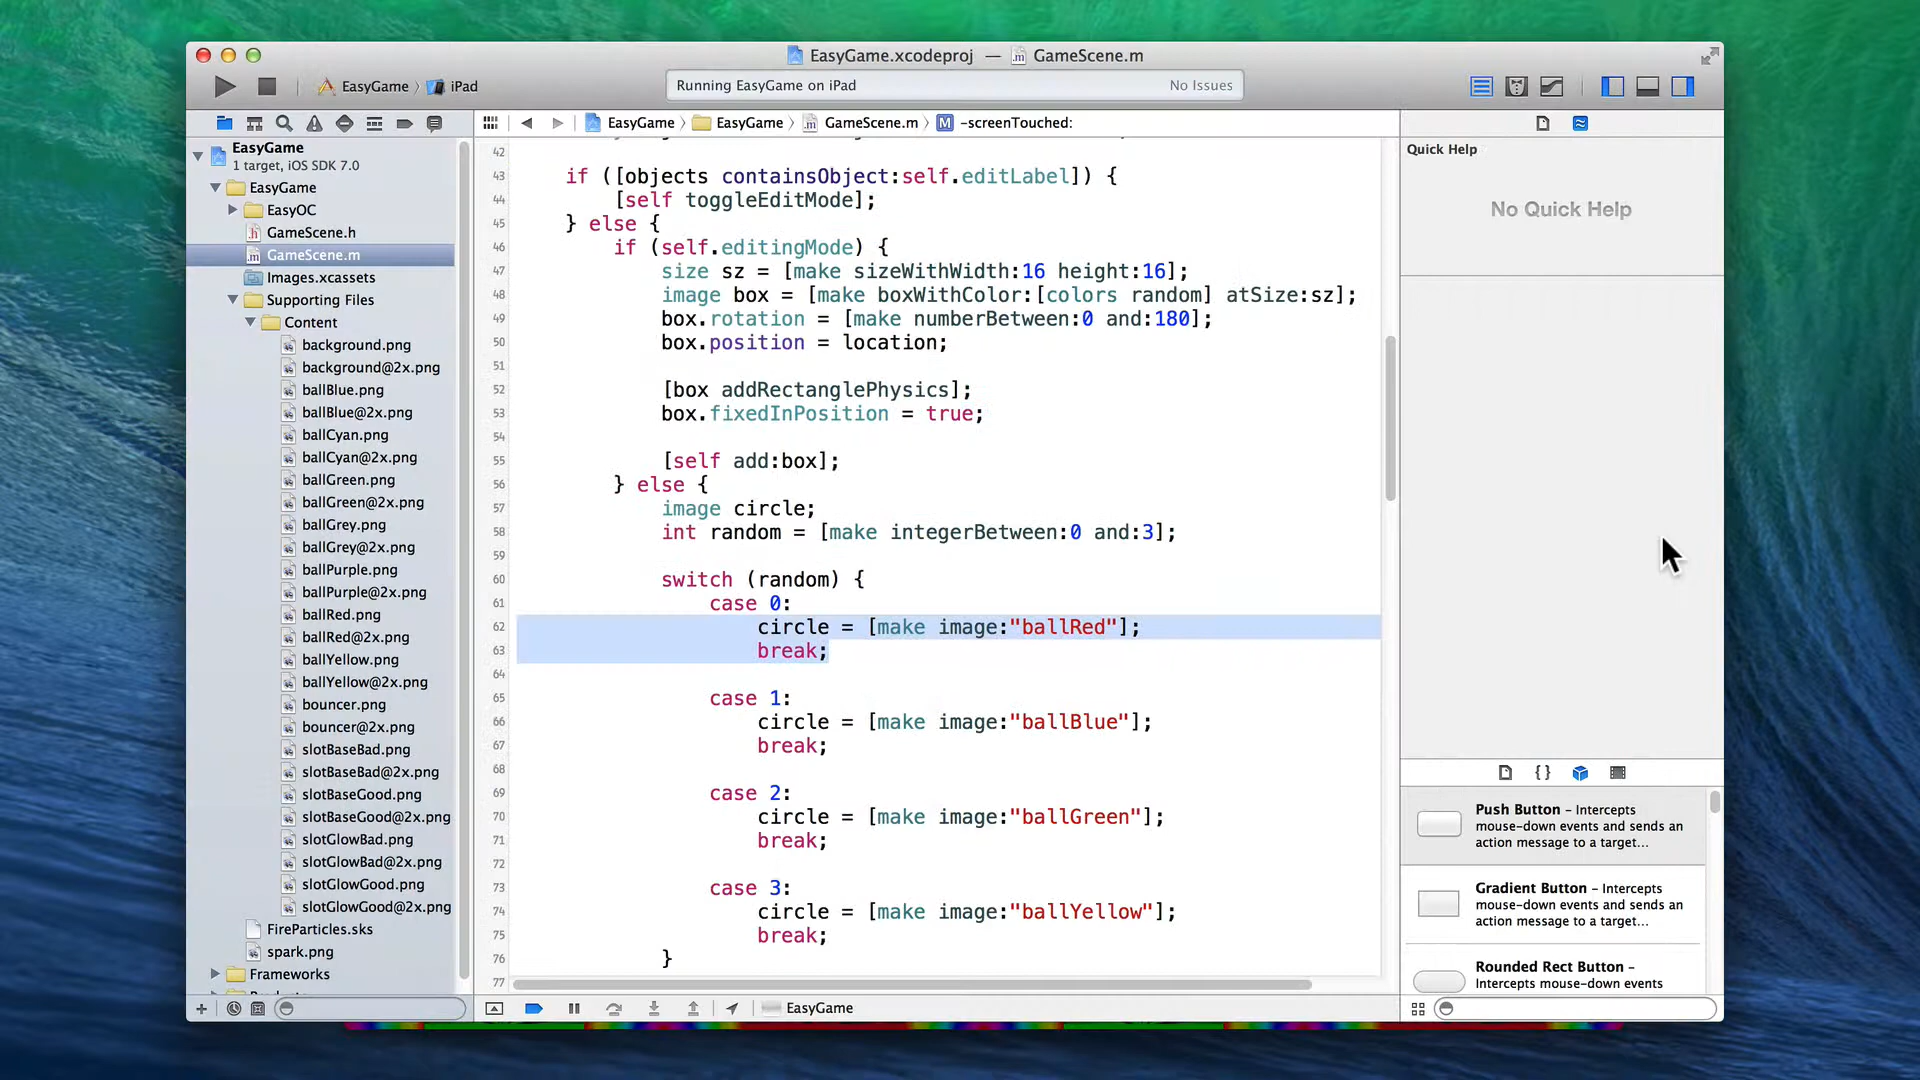 EasyGame.xcodeproj — GameScene.m
EasyGame iPad
Running EasyGame on iPad No Issues
EasyGame EasyGame GameScene.m M -screenTouched:
EasyGame
1 target, iOS SDK 7.0
EasyGame
EasyOC
GameScene.h
GameScene.m
Images.xcassets
Supporting Files
Content
background.png
background@2x.png
ballBlue.png
ballBlue@2x.png
ballCyan.png
ballCyan@2x.png
ballGreen.png
ballGreen@2x.png
ballGrey.png
ballGrey@2x.png
ballPurple.png
ballPurple@2x.png
ballRed.png
ballRed@2x.png
ballYellow.png
ballYellow@2x.png
bouncer.png
bouncer@2x.png
slotBaseBad.png
slotBaseBad@2x.png
slotBaseGood.png
slotBaseGood@2x.png
slotGlowBad.png
slotGlowBad@2x.png
slotGlowGood.png
slotGlowGood@2x.png
FireParticles.sks
spark.png
Frameworks
42
43 if ([objects containsObject:self.editLabel]) {
44 [self toggleEditMode];
45 } else {
46 if (self.editingMode) {
47 size sz = [make sizeWithWidth:16 height:16];
48 image box = [make boxWithColor:[colors random] atSize:sz];
49 box.rotation = [make numberBetween:0 and:180];
50 box.position = location;
51
52 [box addRectanglePhysics];
53 box.fixedInPosition = true;
54
55 [self add:box];
56 } else {
57 image circle;
58 int random = [make integerBetween:0 and:3];
59
60 switch (random) {
61 case 0:
62 circle = [make image:"ballRed"];
63 break;
64
65 case 1:
66 circle = [make image:"ballBlue"];
67 break;
68
69 case 2:
70 circle = [make image:"ballGreen"];
71 break;
72
73 case 3:
74 circle = [make image:"ballYellow"];
75 break;
76 }
77
EasyGame
Quick Help
No Quick Help
Push Button – Intercepts
mouse-down events and sends an
action message to a target...
Gradient Button – Intercepts
mouse-down events and sends an
action message to a target...
Rounded Rect Button –
Intercepts mouse-down events